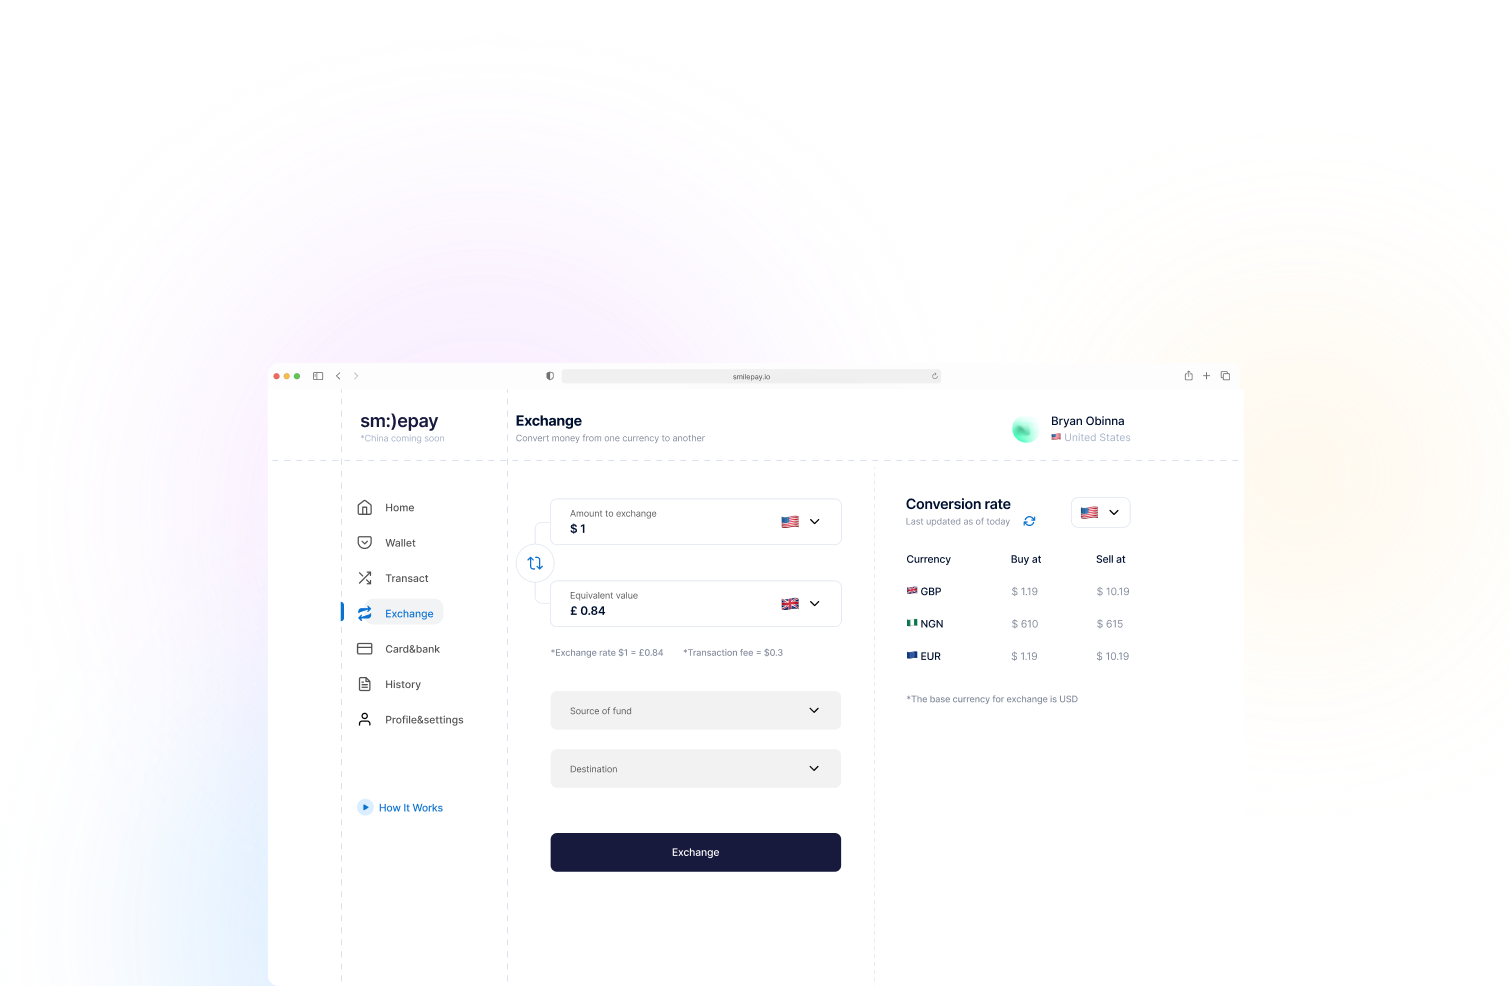 smilepay.io
sm:)epay
*China coming soon
Exchange
Convert money from one currency to another
Bryan Obinna
United States
Home
Wallet
Transact
Exchange
Card&bank
History
Profile&settings
How It Works
Amount to exchange
$ 1
Equivalent value
£ 0.84
*Exchange rate $1 = £0.84 *Transaction fee = $0.3
Source of fund
Destination
Exchange
Conversion rate
Last updated as of today
Currency Buy at Sell at
GBP $ 1.19 $ 10.19
NGN $ 610 $ 615
EUR $ 1.19 $ 10.19
*The base currency for exchange is USD